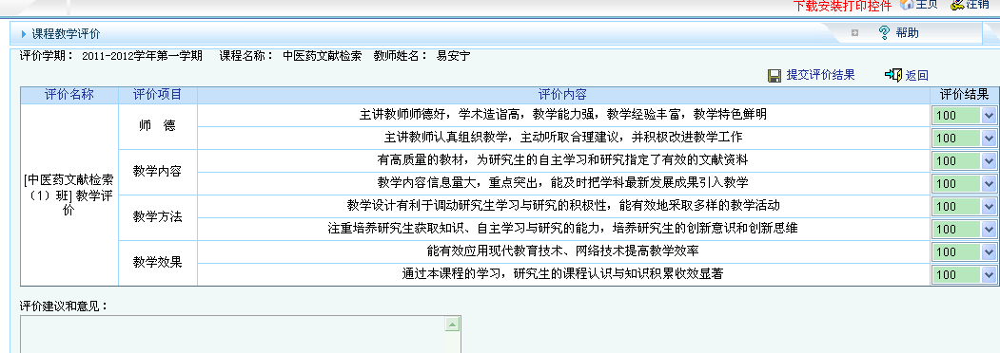 下载安装打印控件 主页 注销
课程教学评价 帮助
评价学期： 2011-2012学年第一学期 课程名称： 中医药文献检索 教师姓名： 易安宁
提交评价结果 返回
评价名称 评价项目 评价内容 评价结果
[中医药文献检索
（1）班] 教学评
价
师 德
主讲教师师德好，学术造诣高，教学能力强，教学经验丰富，教学特色鲜明 100
主讲教师认真组织教学，主动听取合理建议，并积极改进教学工作 100
教学内容
有高质量的教材，为研究生的自主学习和研究指定了有效的文献资料 100
教学内容信息量大，重点突出，能及时把学科最新发展成果引入教学 100
教学方法
教学设计有利于调动研究生学习与研究的积极性，能有效地采取多样的教学活动 100
注重培养研究生获取知识、自主学习与研究的能力，培养研究生的创新意识和创新思维 100
教学效果
能有效应用现代教育技术、网络技术提高教学效率 100
通过本课程的学习，研究生的课程认识与知识积累收效显著 100
评价建议和意见：